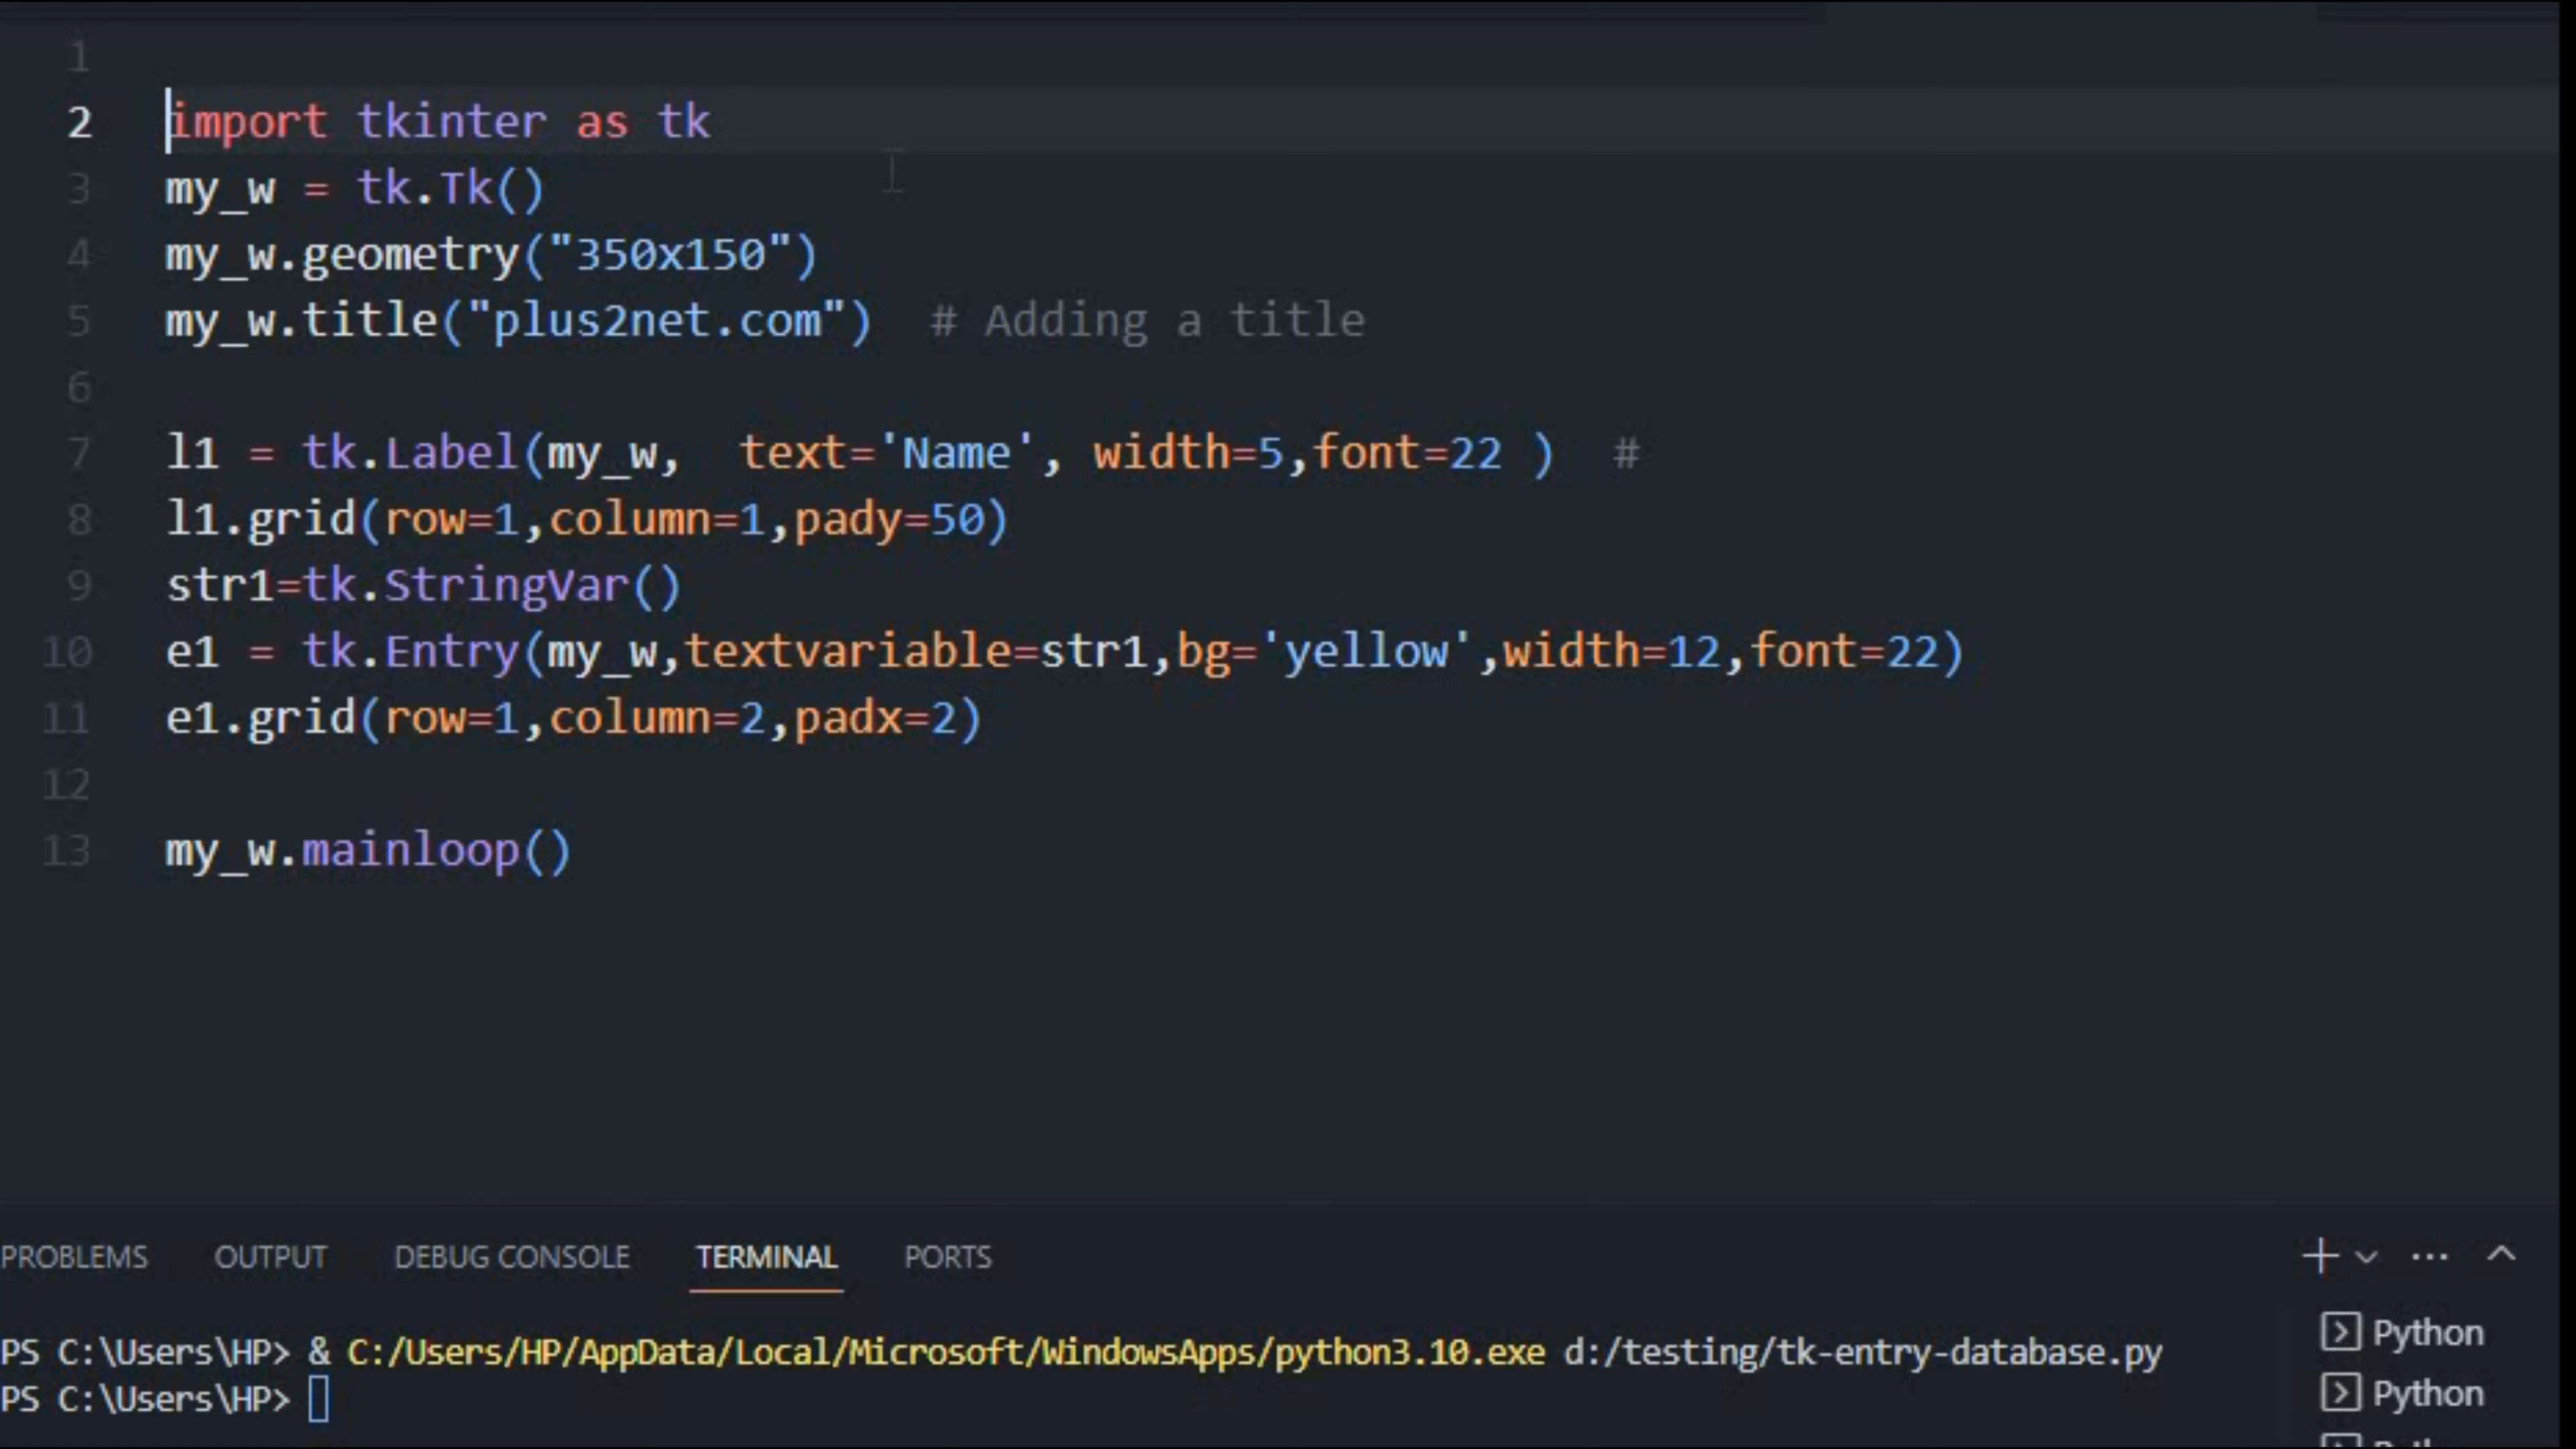 1
2 import tkinter as tk
3 my_w = tk.Tk()
4 my_w.geometry("350x150")
5 my_w.title("plus2net.com")  # Adding a title
6
7 l1 = tk.Label(my_w,  text='Name', width=5,font=22 )  #
8 l1.grid(row=1,column=1,pady=50)
9 str1=tk.StringVar()
10 e1 = tk.Entry(my_w,textvariable=str1,bg='yellow',width=12,font=22)
11 e1.grid(row=1,column=2,padx=2)
12
13 my_w.mainloop()
PROBLEMS OUTPUT DEBUG CONSOLE TERMINAL PORTS
PS C:\Users\HP> & C:/Users/HP/AppData/Local/Microsoft/WindowsApps/python3.10.exe d:/testing/tk-entry-database.py
PS C:\Users\HP>
Python
Python